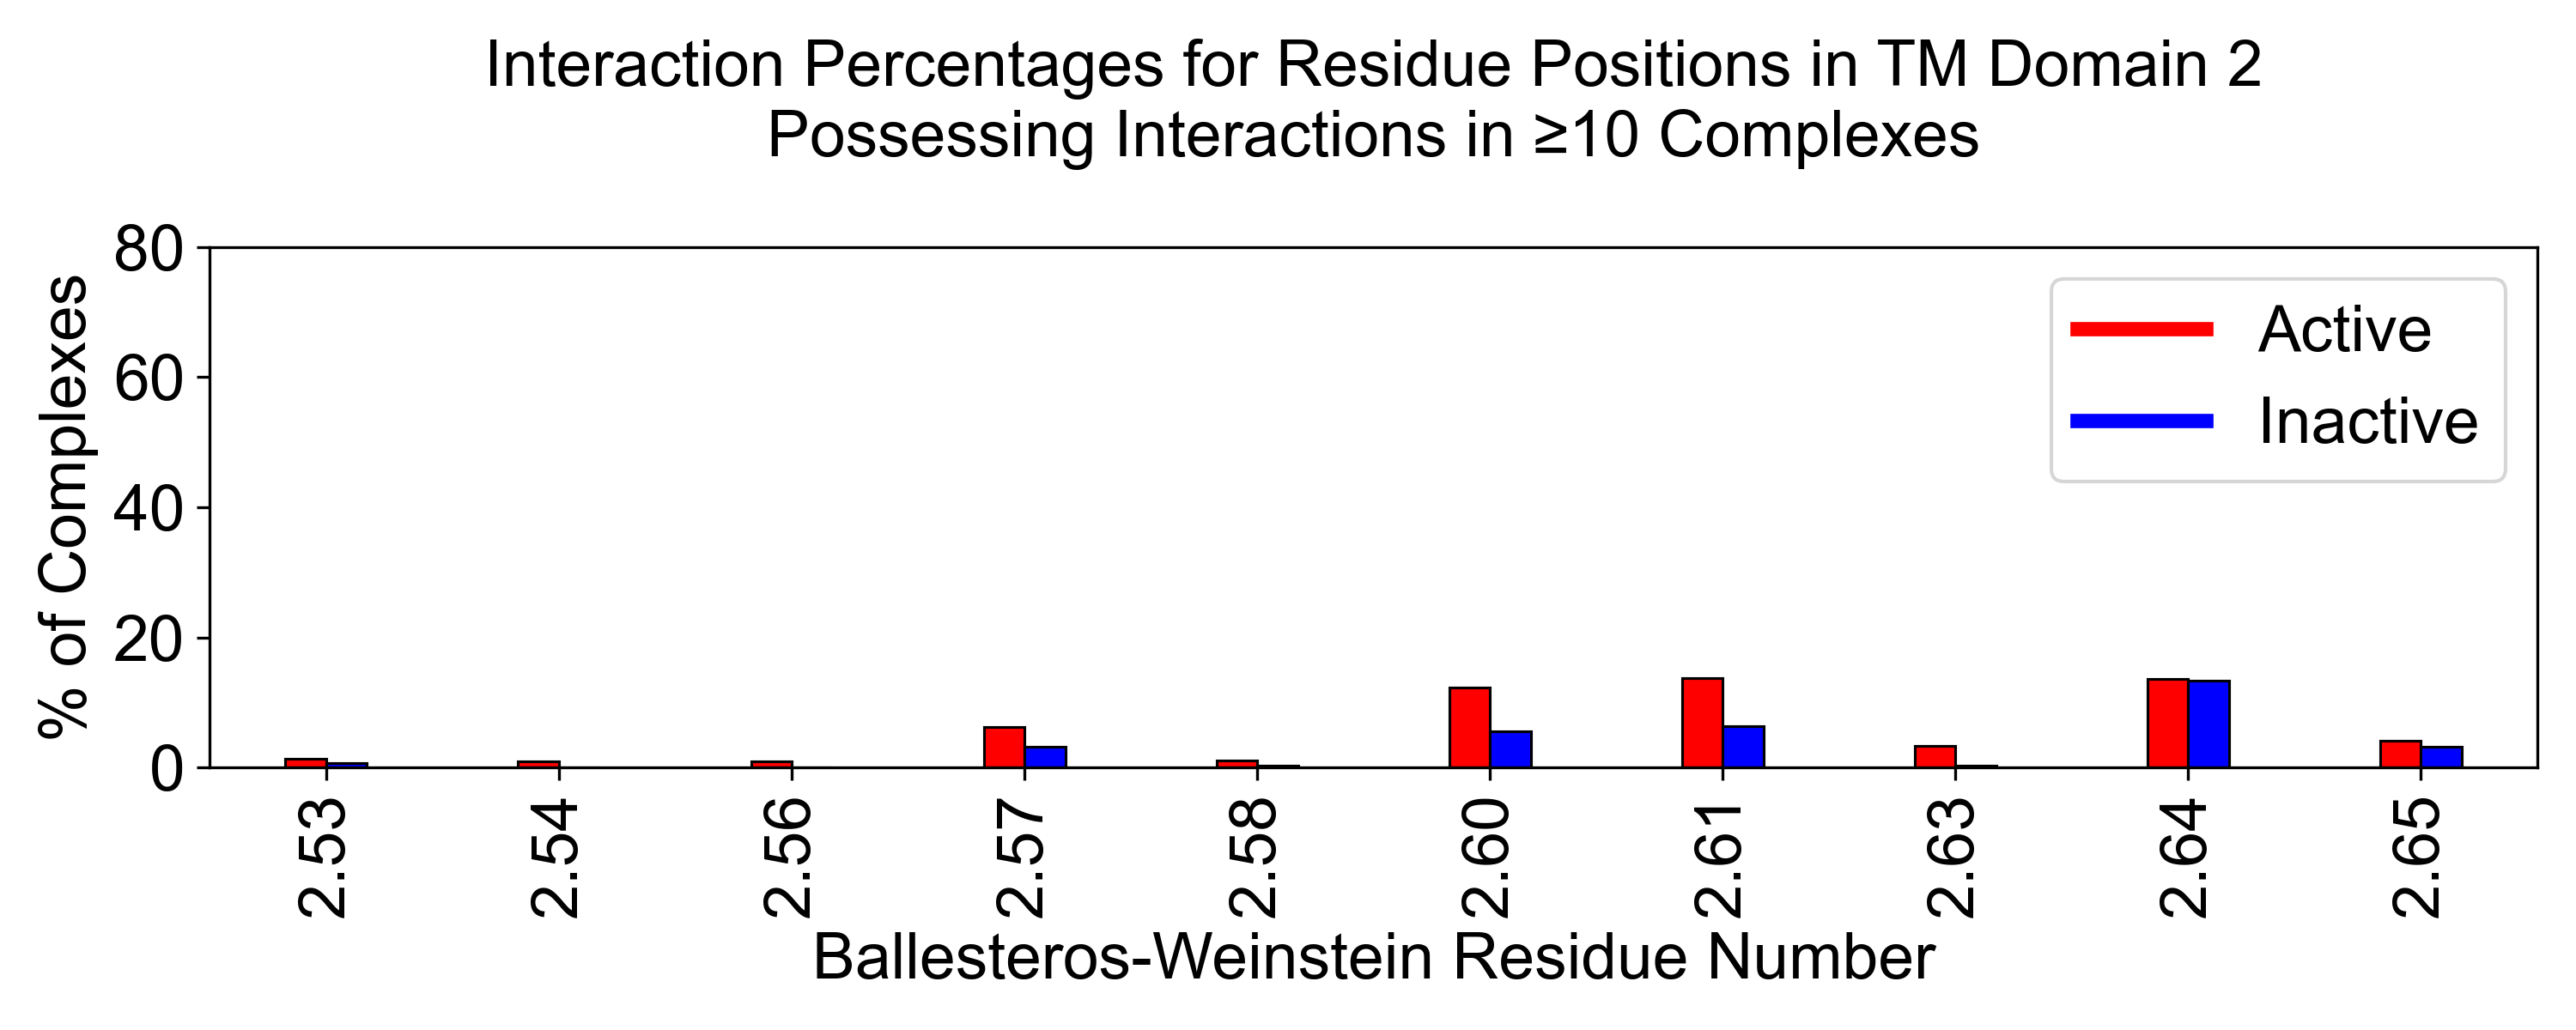 Interaction Percentages for Residue Positions in TM Domain 2
Possessing Interactions in ≥10 Complexes
80
60
40
20
0
% of Complexes
Active
Inactive
2.53
2.54
2.56
2.57
2.58
2.60
2.61
2.63
2.64
2.65
Ballesteros-Weinstein Residue Number